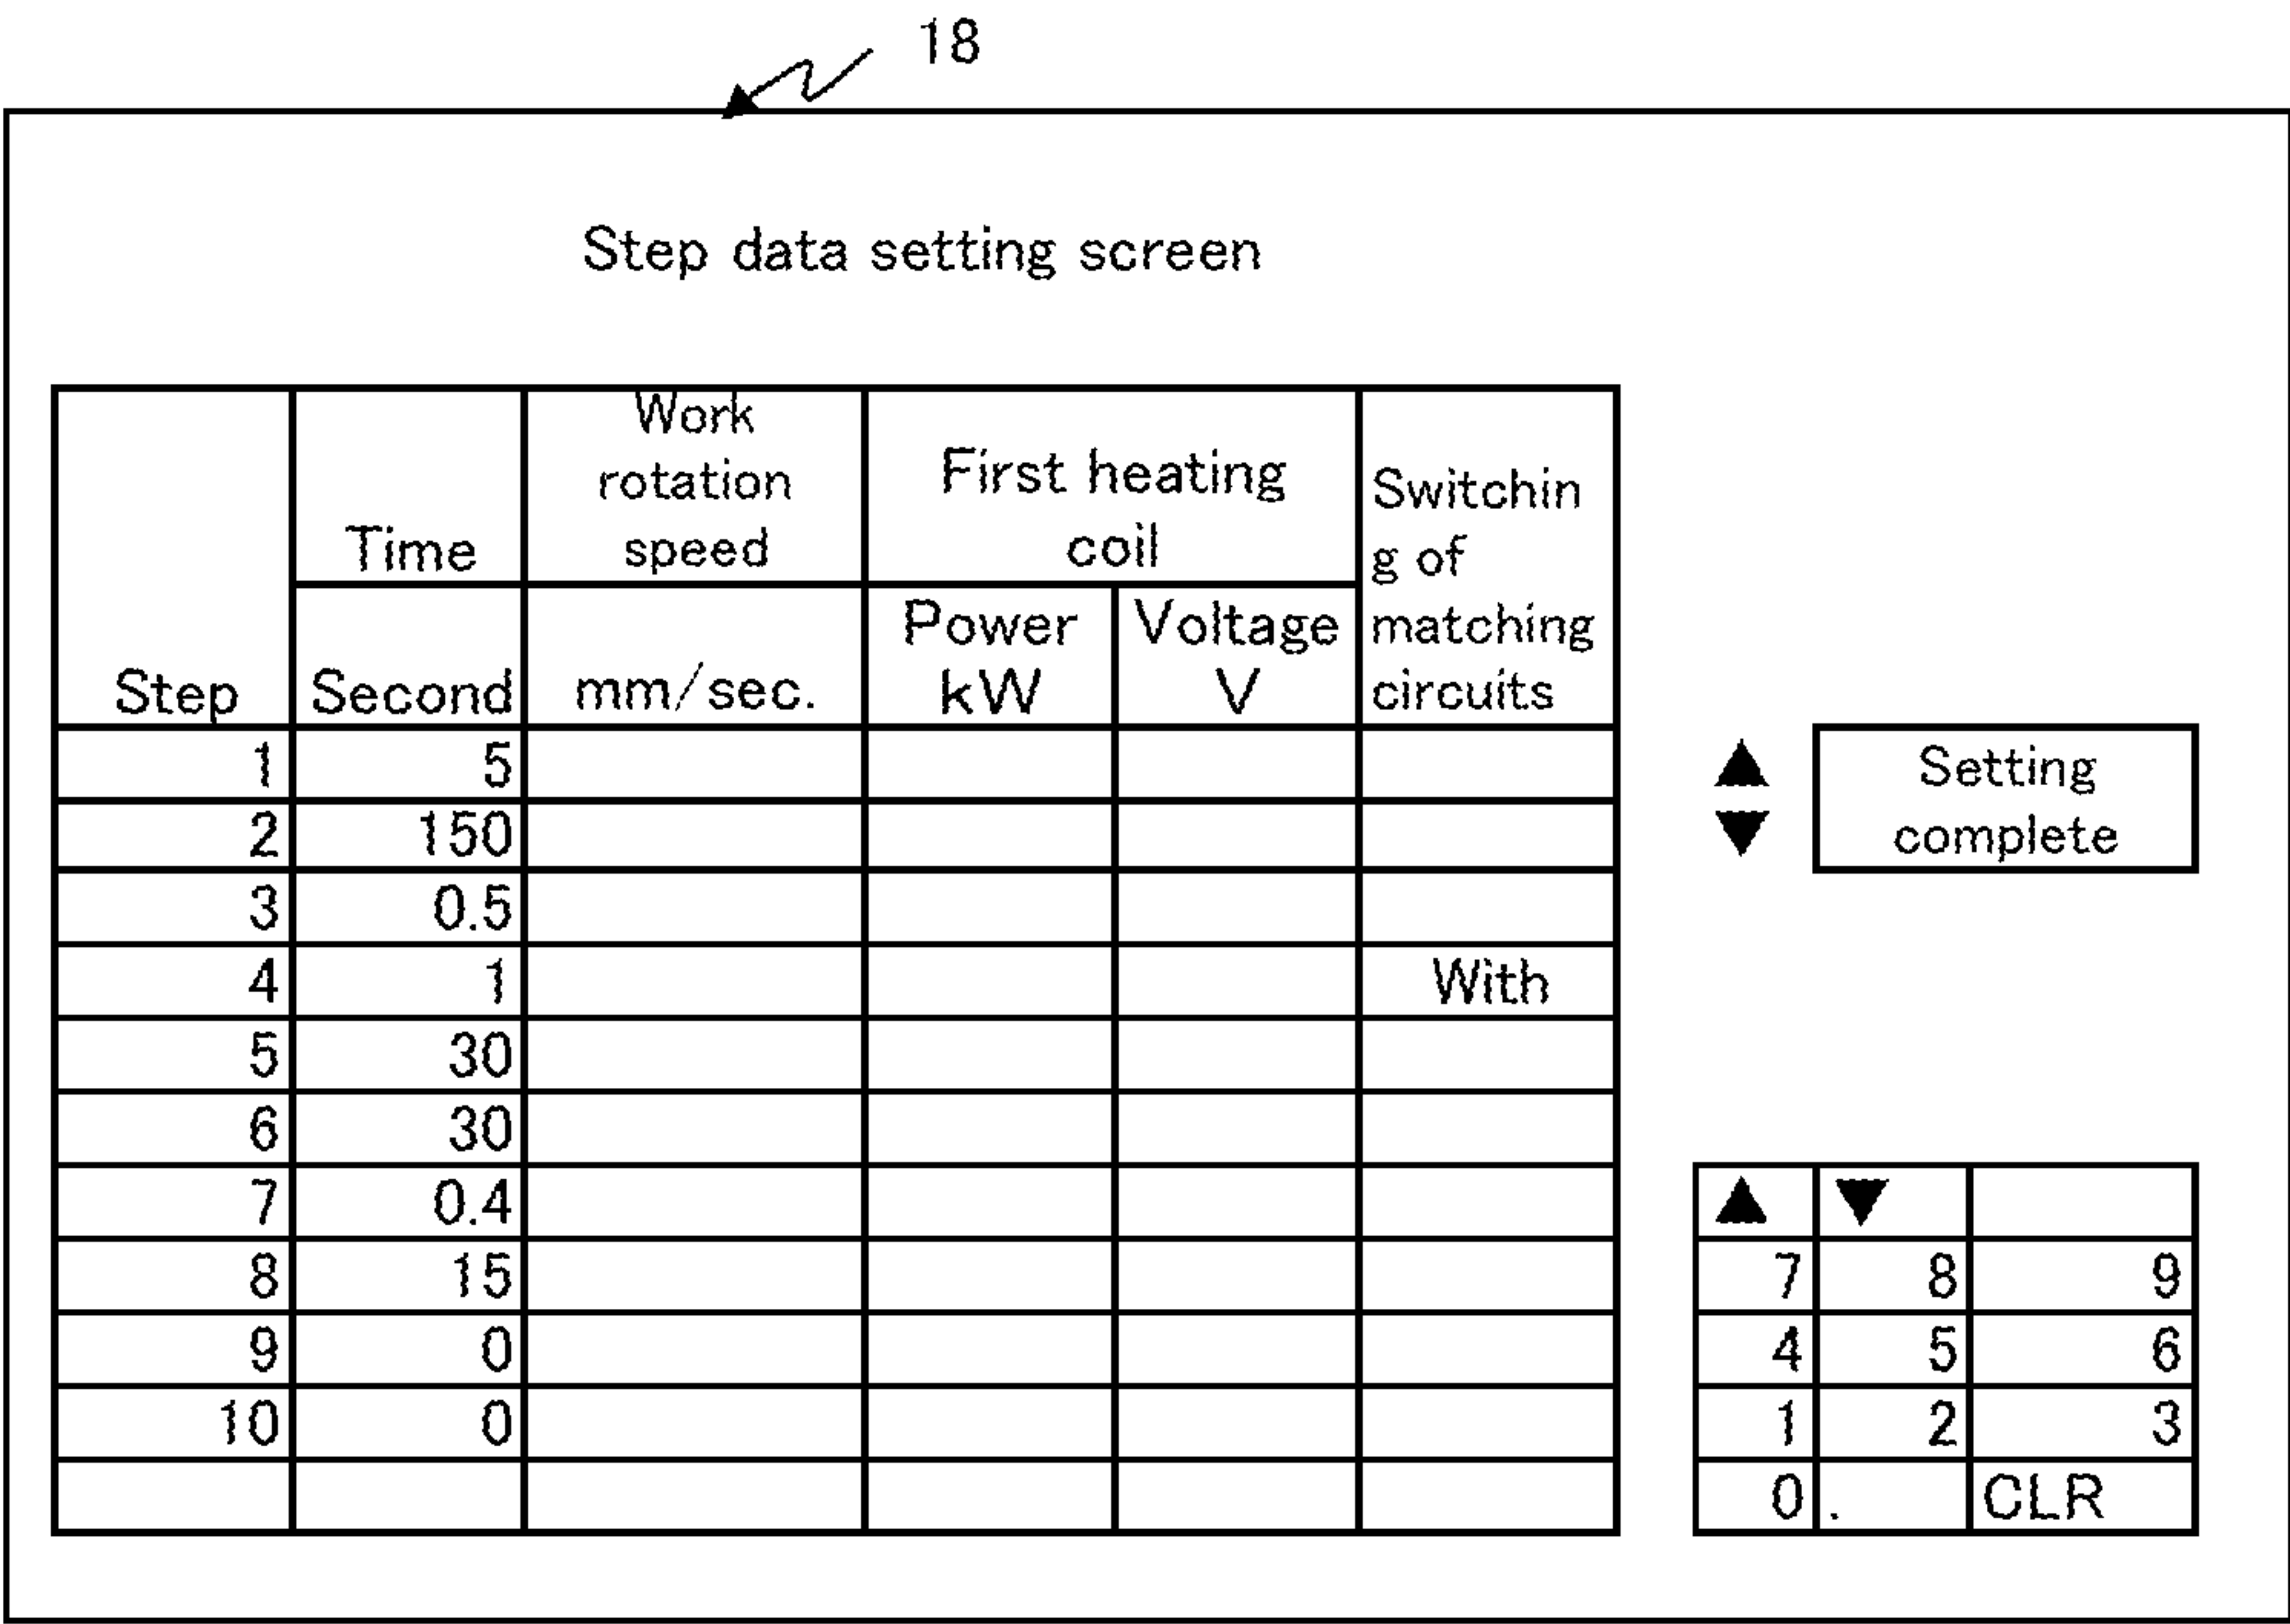 18
Step data setting screen
Step
Time
Second
Work
rotation
speed
mm/sec.
First heating
coil
Power
kW
Voltage
V
Switchin
g of
matching
circuits
1 5
2 150
3 0.5
4 1 With
5 30
6 30
7 0.4
8 15
9 0
10 0
▲
▼
Setting
complete
▲ ▼
7 8 9
4 5 6
1 2 3
0 . CLR